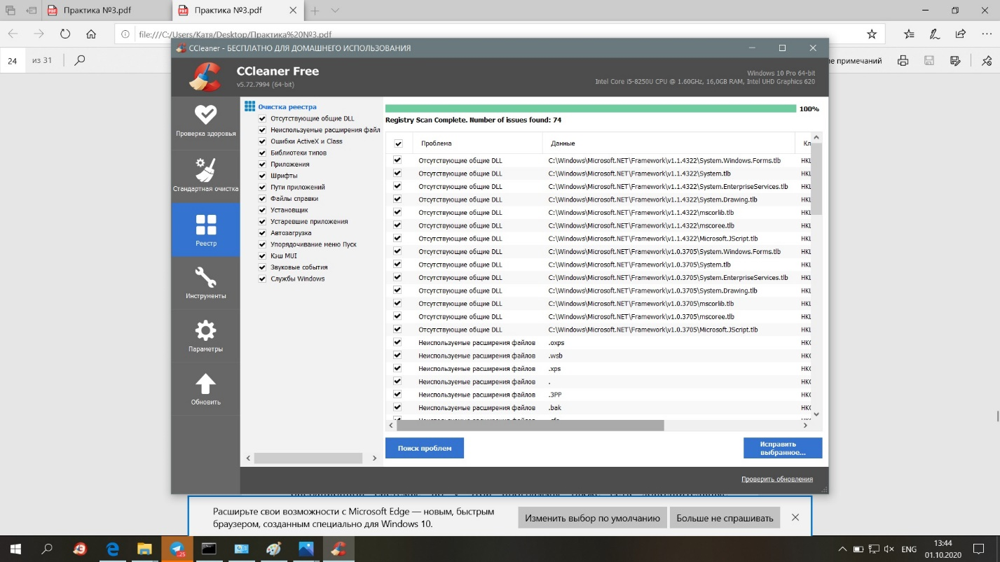 Практика №3.pdf
Практика №3.pdf
file:///C:/Users/Катя/Desktop/Практика%20№3.pdf
24 из 31
е примечаний
CCleaner - БЕСПЛАТНО ДЛЯ ДОМАШНЕГО ИСПОЛЬЗОВАНИЯ
CCleaner Free
v5.72.7994 (64-bit)
Windows 10 Pro 64-bit
Intel Core i5-8250U CPU @ 1.60GHz, 16,0GB RAM, Intel UHD Graphics 620
Проверка здоровья
Стандартная очистка
Реестр
Инструменты
Параметры
Обновить
Очистка реестра
Отсутствующие общие DLL
Неиспользуемые расширения файл
Ошибки ActiveX и Class
Библиотеки типов
Приложения
Шрифты
Пути приложений
Файлы справки
Установщик
Устаревшие приложения
Автозагрузка
Упорядочивание меню Пуск
Кэш MUI
Звуковые события
Службы Windows
100%
Registry Scan Complete. Number of issues found: 74
Проблема Данные Кл
Отсутствующие общие DLL C:\Windows\Microsoft.NET\Framework\v1.1.4322\System.Windows.Forms.tlb HKL
Отсутствующие общие DLL C:\Windows\Microsoft.NET\Framework\v1.1.4322\System.tlb HKL
Отсутствующие общие DLL C:\Windows\Microsoft.NET\Framework\v1.1.4322\System.EnterpriseServices.tlb HKL
Отсутствующие общие DLL C:\Windows\Microsoft.NET\Framework\v1.1.4322\System.Drawing.tlb HKL
Отсутствующие общие DLL C:\Windows\Microsoft.NET\Framework\v1.1.4322\mscorlib.tlb HKL
Отсутствующие общие DLL C:\Windows\Microsoft.NET\Framework\v1.1.4322\mscoree.tlb HKL
Отсутствующие общие DLL C:\Windows\Microsoft.NET\Framework\v1.1.4322\Microsoft.JScript.tlb HKL
Отсутствующие общие DLL C:\Windows\Microsoft.NET\Framework\v1.0.3705\System.Windows.Forms.tlb HKL
Отсутствующие общие DLL C:\Windows\Microsoft.NET\Framework\v1.0.3705\System.tlb HKL
Отсутствующие общие DLL C:\Windows\Microsoft.NET\Framework\v1.0.3705\System.EnterpriseServices.tlb HKL
Отсутствующие общие DLL C:\Windows\Microsoft.NET\Framework\v1.0.3705\System.Drawing.tlb HKL
Отсутствующие общие DLL C:\Windows\Microsoft.NET\Framework\v1.0.3705\mscorlib.tlb HKL
Отсутствующие общие DLL C:\Windows\Microsoft.NET\Framework\v1.0.3705\mscoree.tlb HKL
Отсутствующие общие DLL C:\Windows\Microsoft.NET\Framework\v1.0.3705\Microsoft.JScript.tlb HKL
Неиспользуемые расширения файлов .oxps HKC
Неиспользуемые расширения файлов .wsb HKC
Неиспользуемые расширения файлов .xps HKC
Неиспользуемые расширения файлов . HKC
Неиспользуемые расширения файлов .3PP HKC
Неиспользуемые расширения файлов .bak HKC
Поиск проблем
Исправить
выбранное...
Проверить обновления
Расширьте свои возможности с Microsoft Edge — новым, быстрым
браузером, созданным специально для Windows 10.
Изменить выбор по умолчанию
Больше не спрашивать
..25
ENG
13:44
01.10.2020